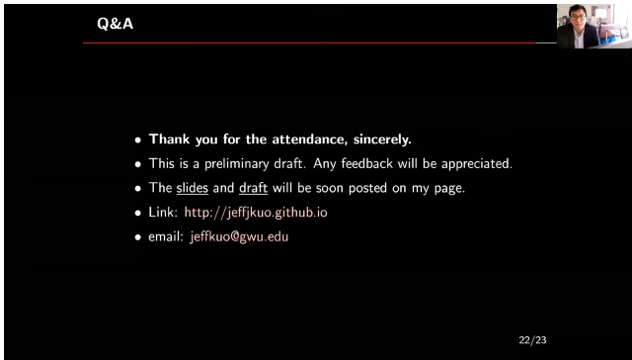 Q&A
• Thank you for the attendance, sincerely.
• This is a preliminary draft. Any feedback will be appreciated.
• The slides and draft will be soon posted on my page.
• Link: http://jeffjkuo.github.io
• email: jeffkuo@gwu.edu
22/23